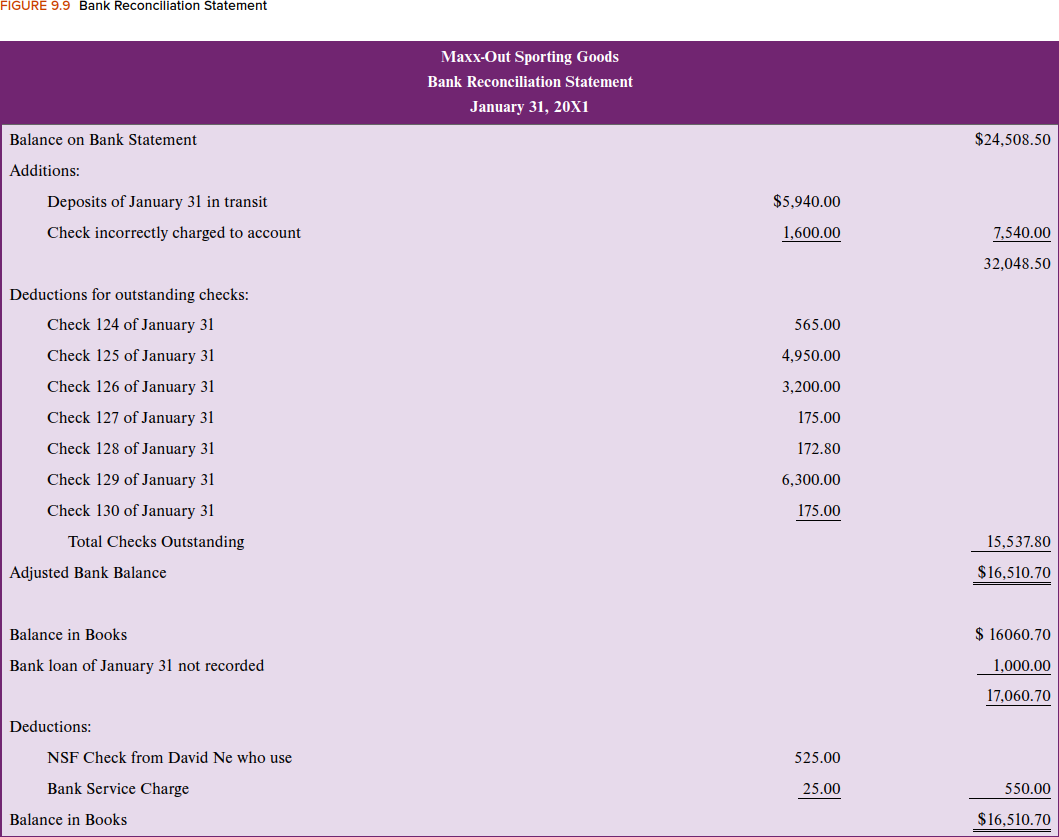 FIGURE 9.9 Bank Reconciliation Statement
Maxx-Out Sporting Goods
Bank Reconciliation Statement
January 31, 20X1
Balance on Bank Statement $24,508.50
Additions:
Deposits of January 31 in transit $5,940.00
Check incorrectly charged to account 1,600.00 7,540.00
32,048.50
Deductions for outstanding checks:
Check 124 of January 31 565.00
Check 125 of January 31 4,950.00
Check 126 of January 31 3,200.00
Check 127 of January 31 175.00
Check 128 of January 31 172.80
Check 129 of January 31 6,300.00
Check 130 of January 31 175.00
Total Checks Outstanding 15,537.80
Adjusted Bank Balance $16,510.70
Balance in Books $ 16060.70
Bank loan of January 31 not recorded 1,000.00
17,060.70
Deductions:
NSF Check from David Ne who use 525.00
Bank Service Charge 25.00 550.00
Balance in Books $16,510.70